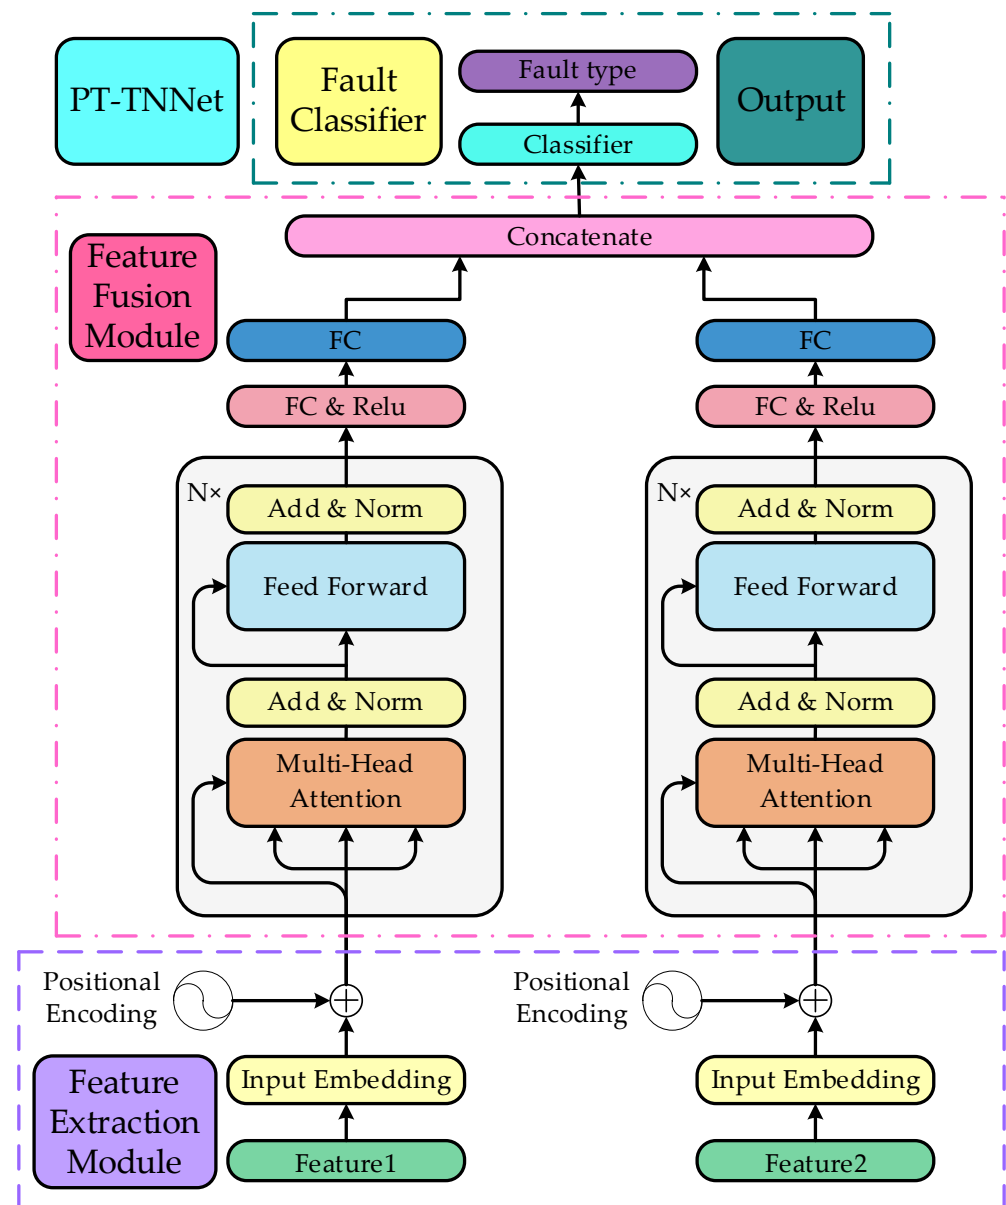 PT-TNNet
Fault
Classifier
Fault type
Classifier
Output
Concatenate
Feature
Fusion
Module
FC
FC
FC & Relu
FC & Relu
N×
Add & Norm
Feed Forward
Add & Norm
Multi-Head
Attention
N×
Add & Norm
Feed Forward
Add & Norm
Multi-Head
Attention
Positional
Encoding
Positional
Encoding
Feature
Extraction
Module
Input Embedding
Input Embedding
Feature1
Feature2